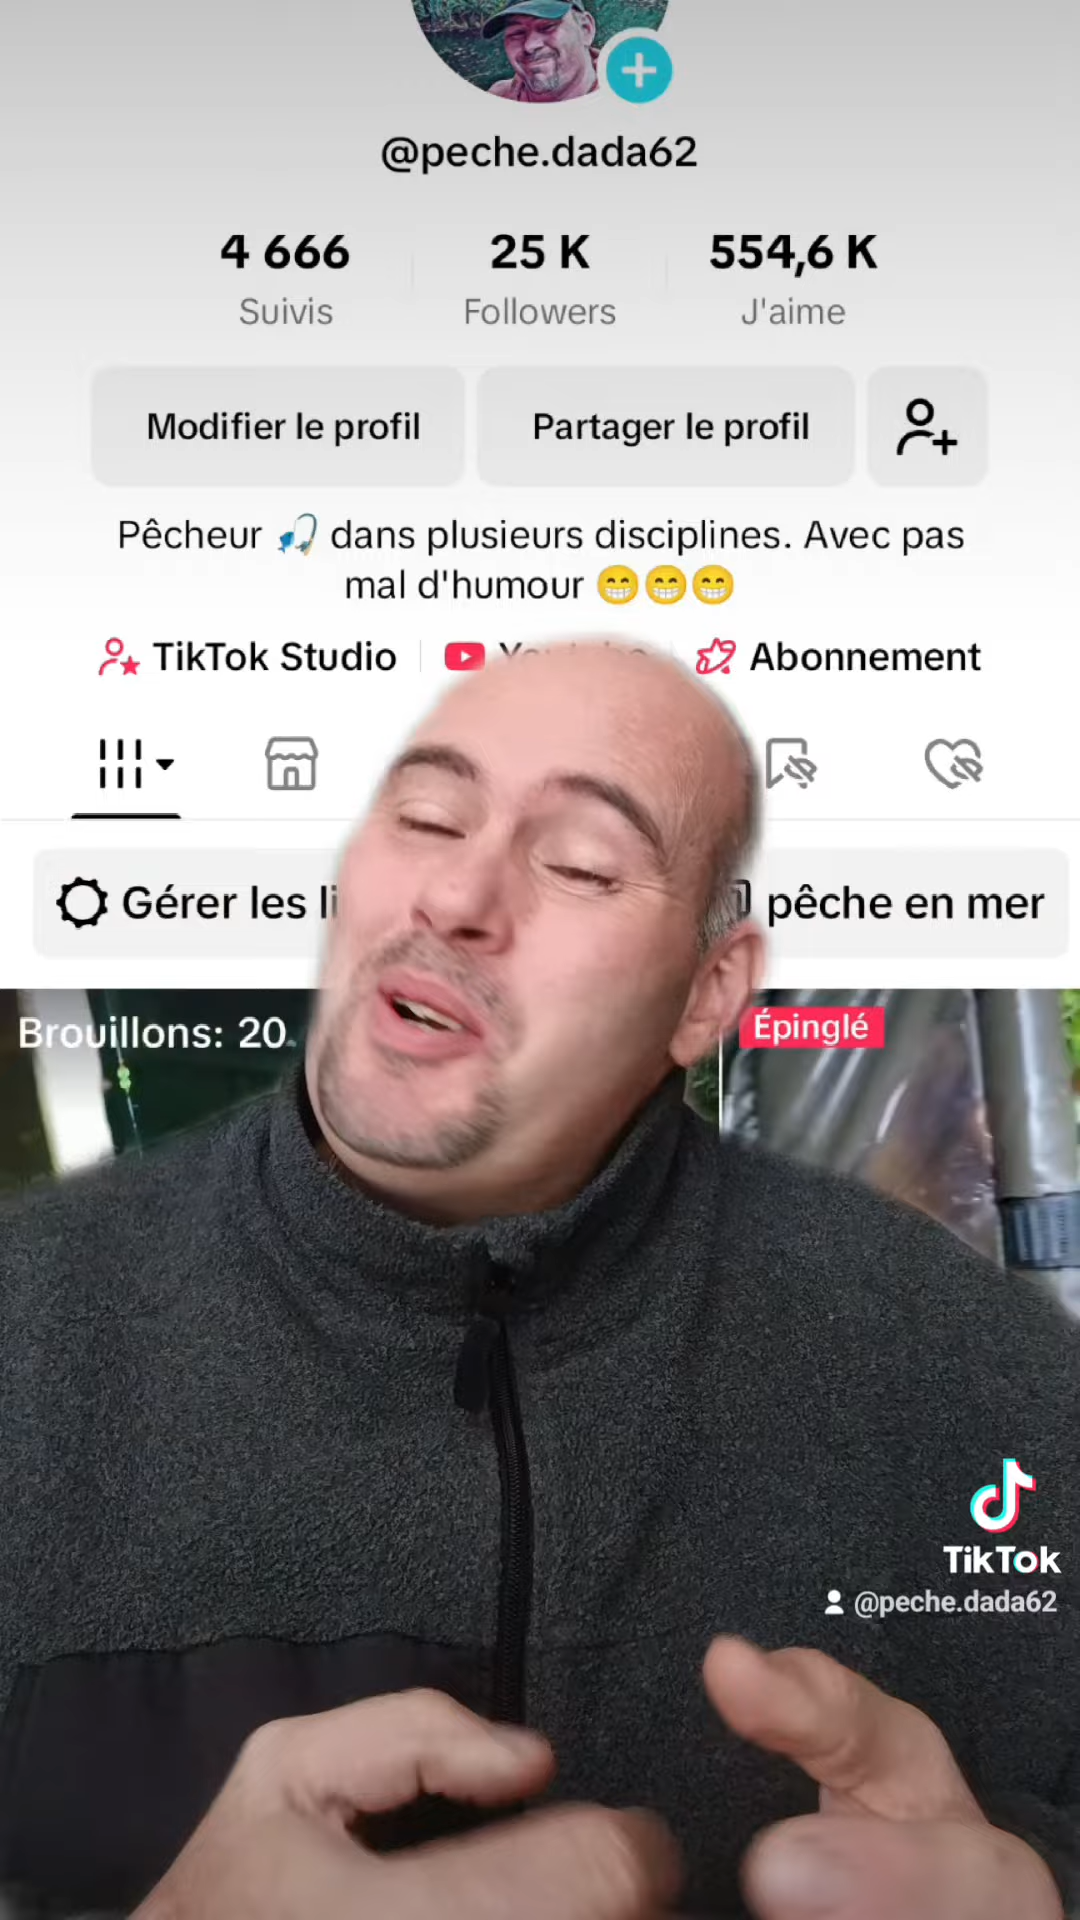 @peche.dada62
4 666
25 K
554,6 K
Suivis
Followers
J'aime
Modifier le profil
Partager le profil
Pêcheur 🎣 dans plusieurs disciplines. Avec pas
mal d'humour 😁😁😁
TikTok Studio
Abonnement
Gérer les
pêche en mer
Brouillons: 20
Épinglé
TikTok
@peche.dada62